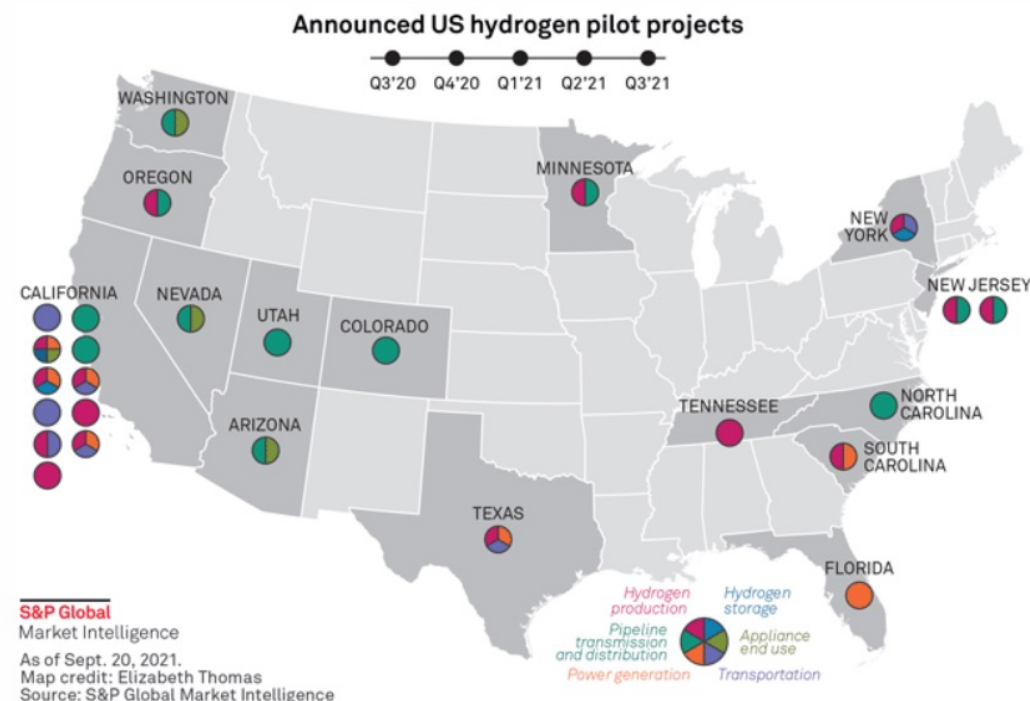 Announced US hydrogen pilot projects
Q3'20 Q4'20 Q1'21 Q2'21 Q3'21
WASHINGTON
OREGON
MINNESOTA
NEW
YORK
CALIFORNIA
NEVADA
UTAH
COLORADO
NEW JERSEY
ARIZONA
TENNESSEE
NORTH
CAROLINA
SOUTH
CAROLINA
TEXAS
FLORIDA
Hydrogen
production
Hydrogen
storage
Pipeline
transmission
and distribution
Appliance
end use
Power generation
Transportation
S&P Global
Market Intelligence
As of Sept. 20, 2021.
Map credit: Elizabeth Thomas
Source: S&P Global Market Intelligence